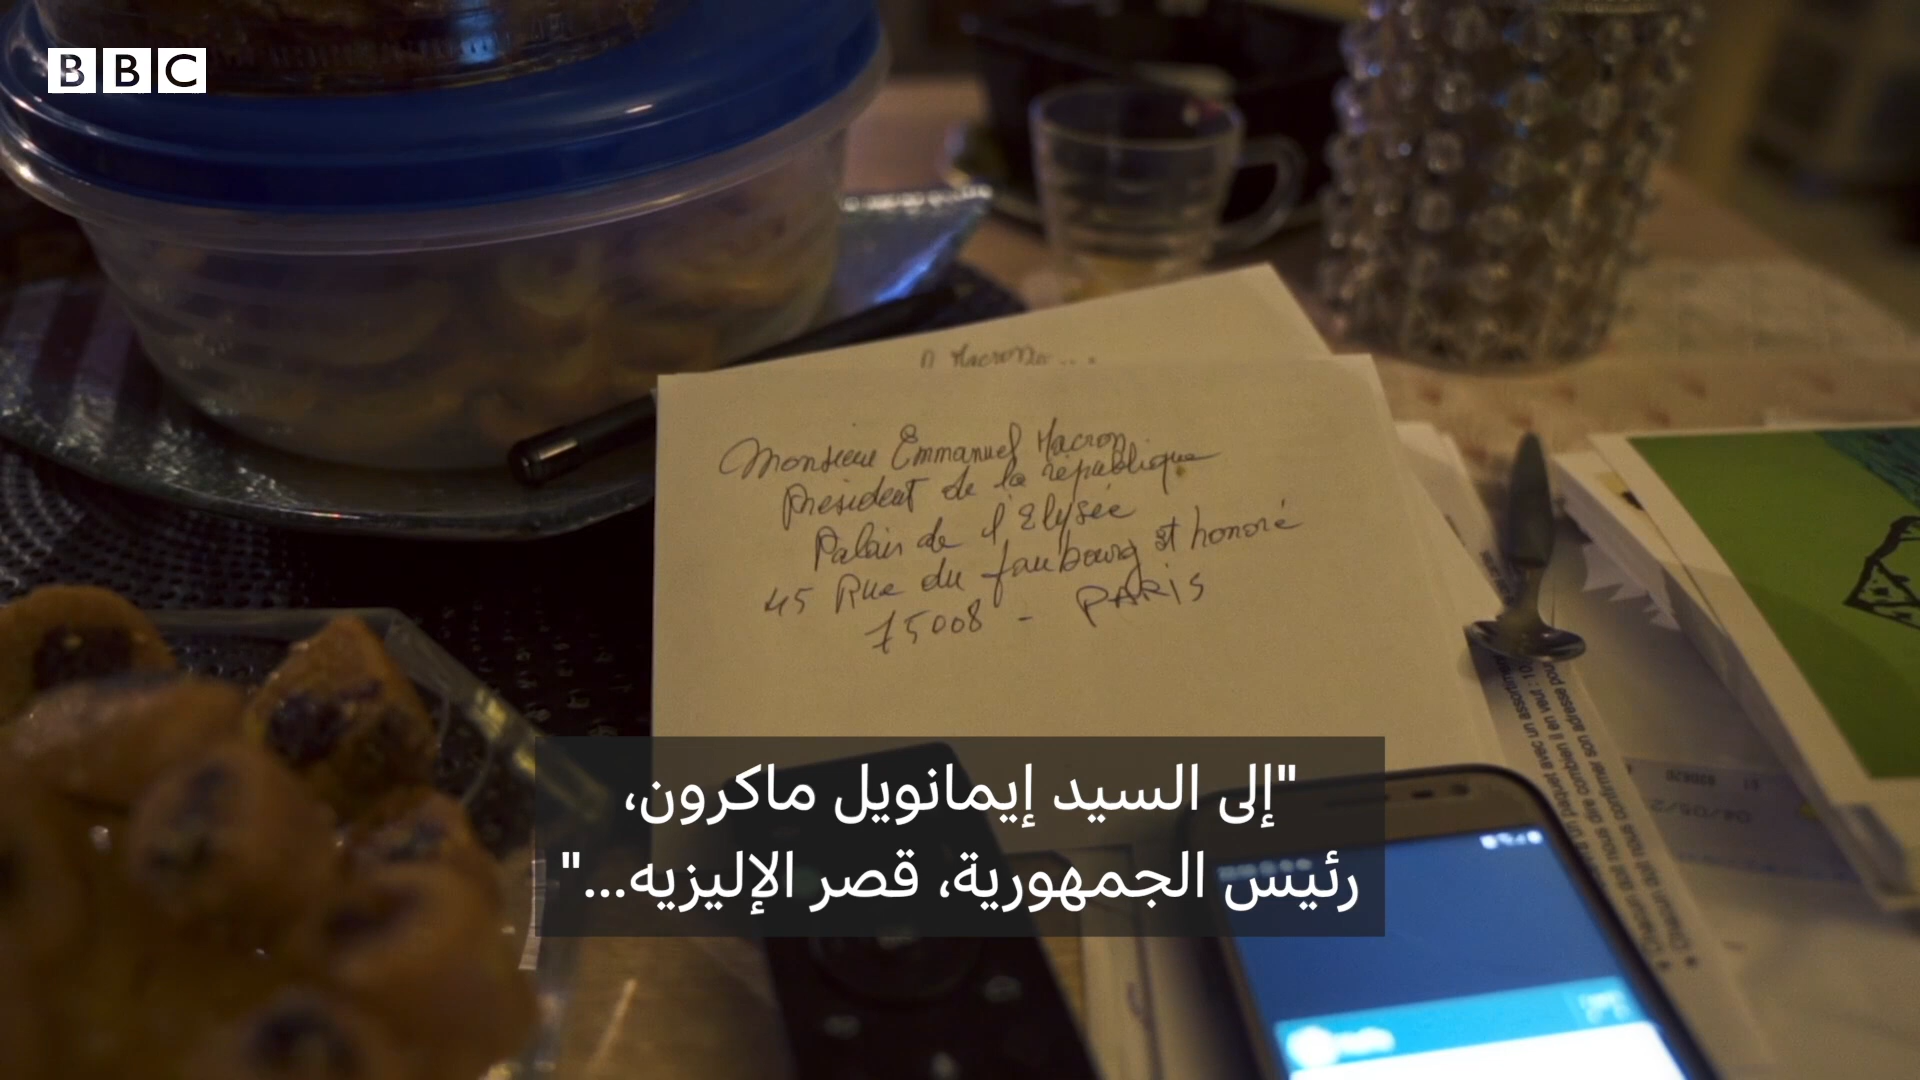 BBC
Macron
Monsieur Emmanuel Macron
Président de la république
Palais de l'Elysée
45 Rue du faubourg st honoré
75008 - PARIS
"إلى السيد إيمانويل ماكرون،
رئيس الجمهورية، قصر الإليزيه..."